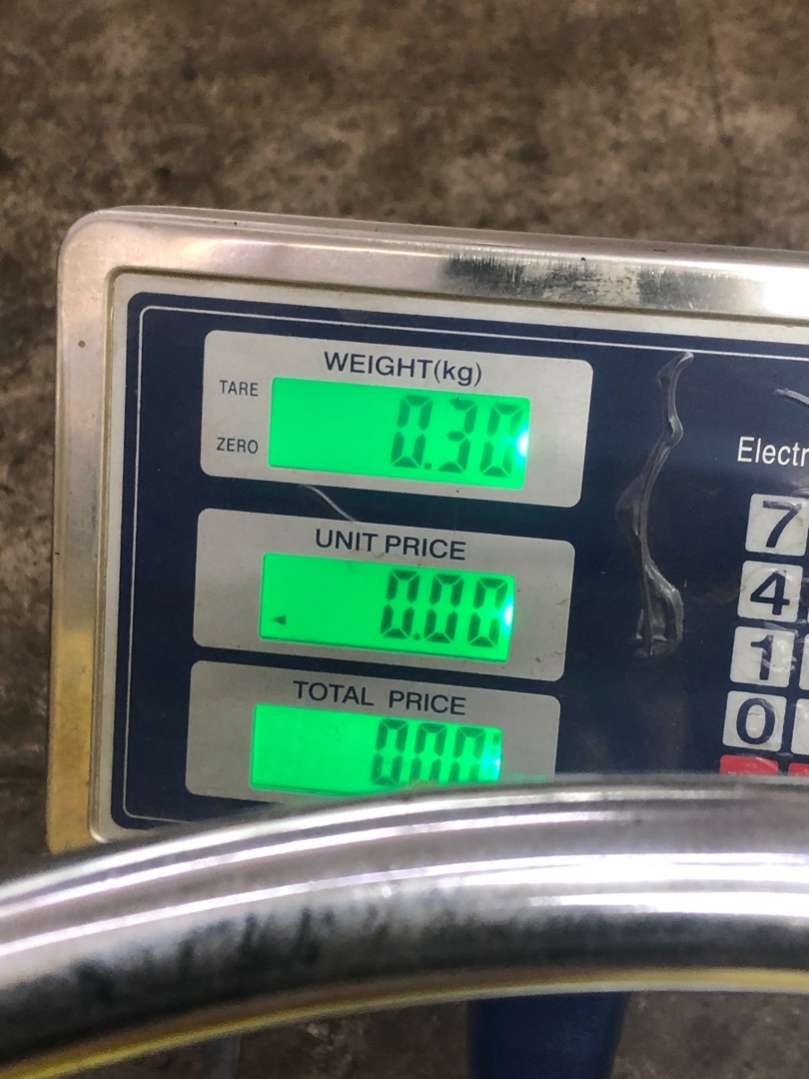 WEIGHT(kg)
TARE
0.30
ZERO
UNIT PRICE
0.00
TOTAL PRICE
0.00
Electr
7
4
1
0